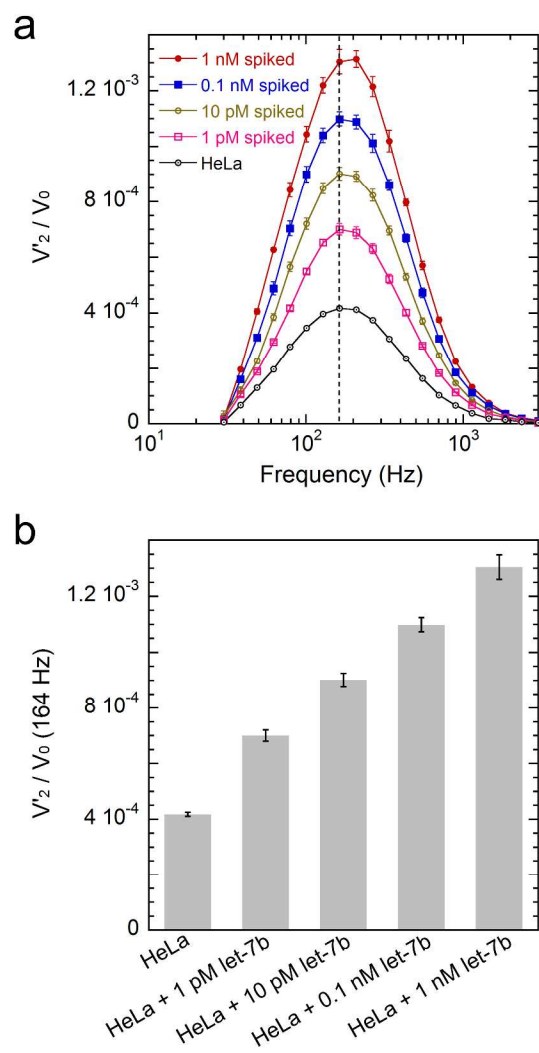 a
1 nM spiked
0.1 nM spiked
10 pM spiked
1 pM spiked
HeLa
1.2 10⁻³
8 10⁻⁴
4 10⁻⁴
0
V'₂ / V₀
10¹
10²
10³
Frequency (Hz)
b
1.2 10⁻³
8 10⁻⁴
4 10⁻⁴
0
V'₂ / V₀ (164 Hz)
HeLa
HeLa + 1 pM let-7b
HeLa + 10 pM let-7b
HeLa + 0.1 nM let-7b
HeLa + 1 nM let-7b